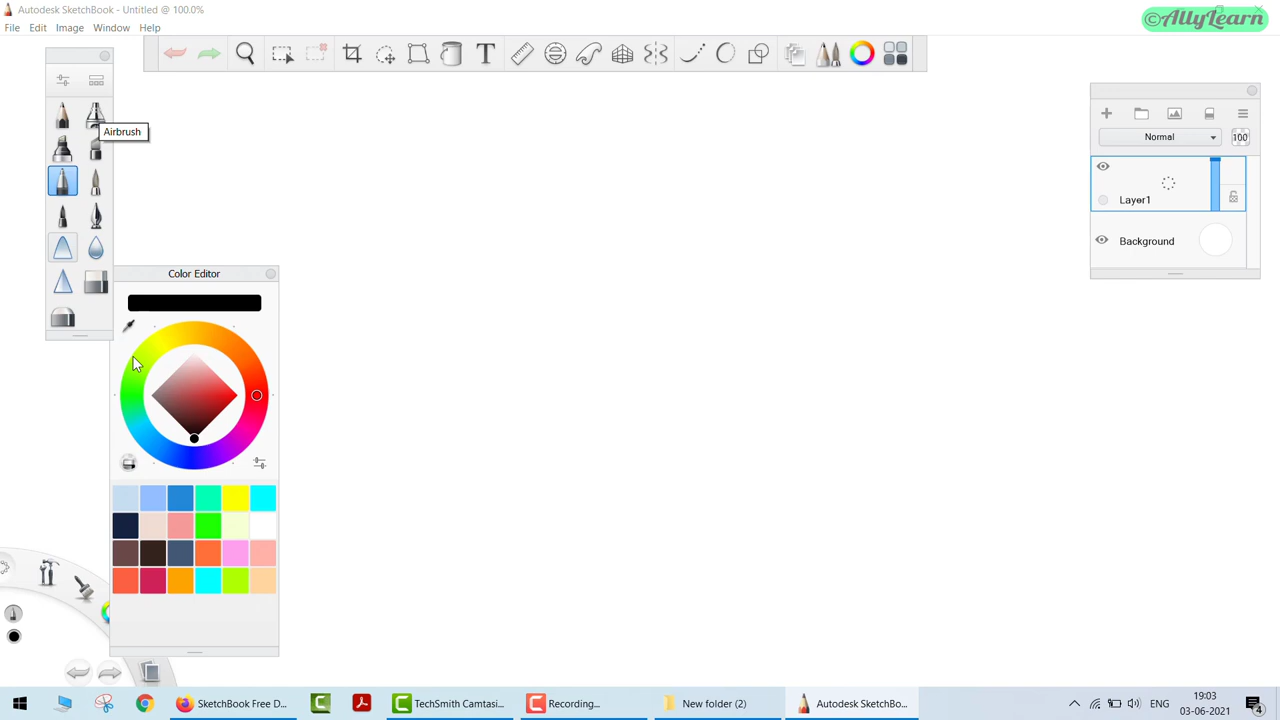 Autodesk SketchBook - Untitled @ 100.0%
©AllyLearn
File Edit Image Window Help
T
Airbrush
Normal 100
Layer1
Background
Color Editor
SketchBook Free D...
TechSmith Camtasi...
Recording...
New folder (2)
Autodesk SketchBo...
ENG
19:03
03-06-2021
4